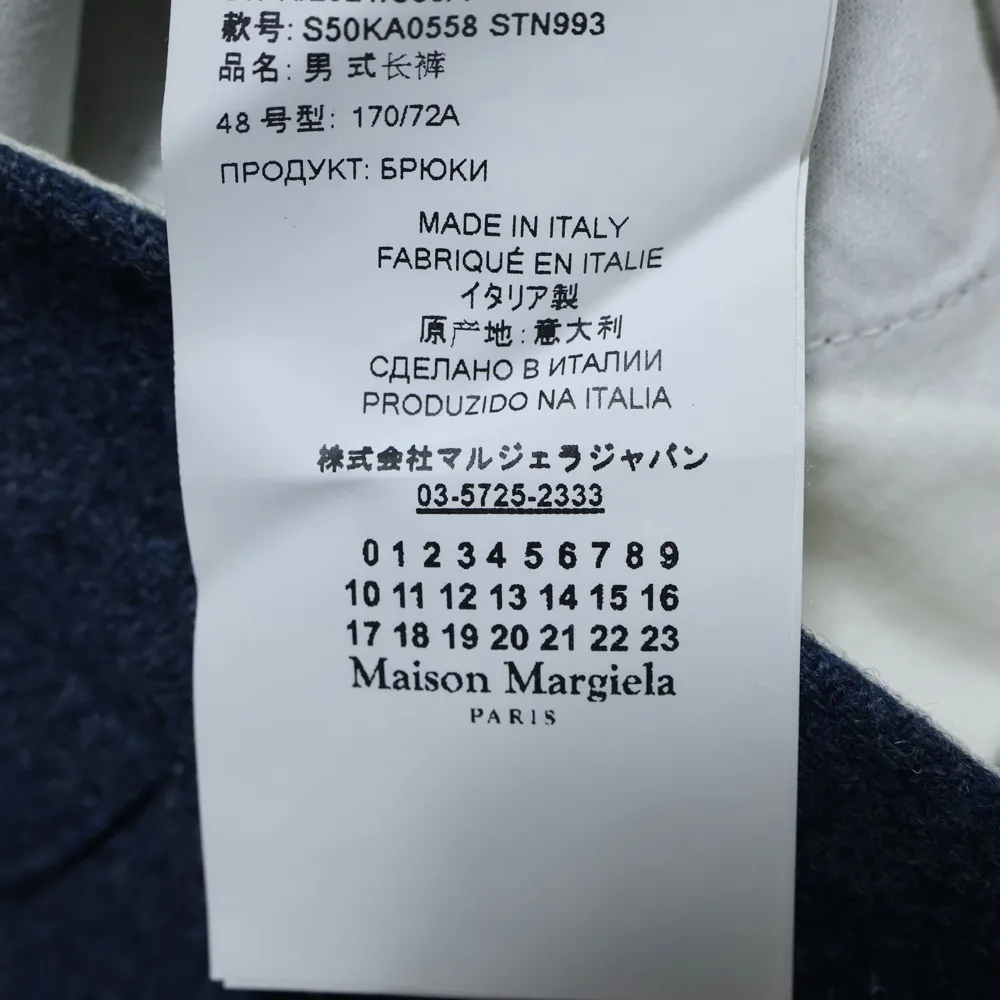 款号: S50KA0558 STN993
品名: 男 式长裤
48 号型: 170/72A
ПРОДУКТ: БРЮКИ
MADE IN ITALY
FABRIQUÉ EN ITALIE
イタリア製
原产地: 意大利
СДЕЛАНО В ИТАЛИИ
PRODUZIDO NA ITALIA
株式会社マルジェラジャパン
03-5725-2333
0 1 2 3 4 5 6 7 8 9
10 11 12 13 14 15 16
17 18 19 20 21 22 23
Maison Margiela
PARIS